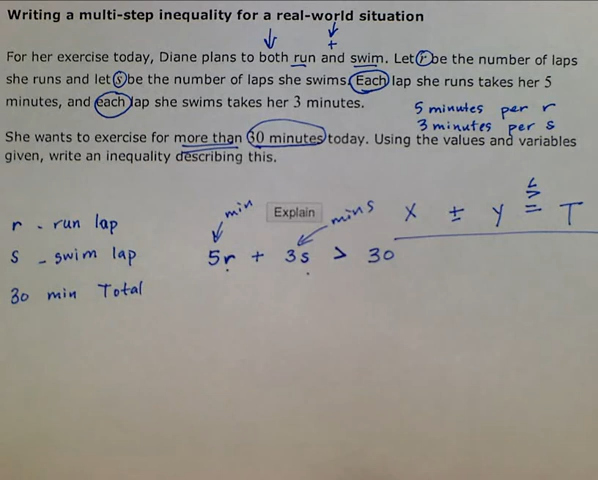 Writing a multi-step inequality for a real-world situation
+
For her exercise today, Diane plans to both run and swim. Let r be the number of laps
she runs and let s be the number of laps she swims. Each lap she runs takes her 5
minutes, and each lap she swims takes her 3 minutes.
5 minutes per r
3 minutes per s
She wants to exercise for more than 30 minutes today. Using the values and variables
given, write an inequality describing this.
min
Explain
mins
X ± Y = T
r - run lap
s - swim lap
5r + 3s > 30
30 min Total